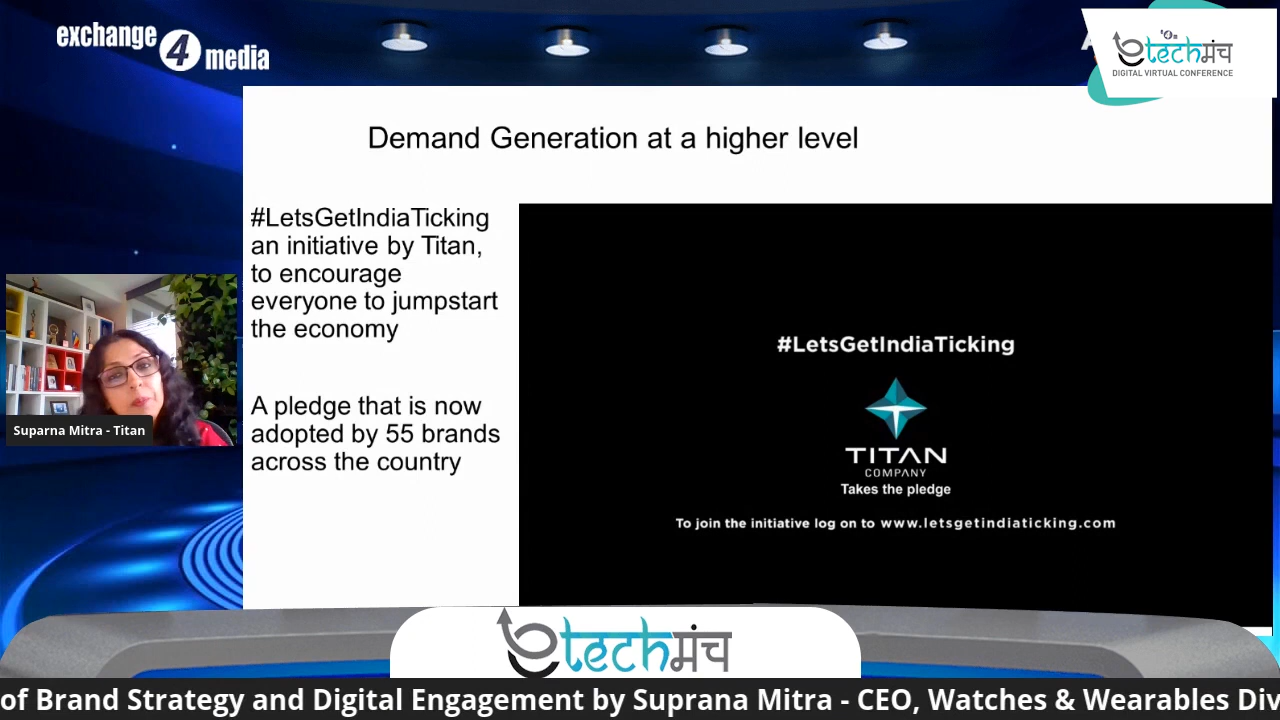 exchange
4
media
techमंच
DIGITAL VIRTUAL CONFERENCE
Demand Generation at a higher level
#LetsGetIndiaTicking
an initiative by Titan,
to encourage
everyone to jumpstart
the economy
A pledge that is now
adopted by 55 brands
across the country
#LetsGetIndiaTicking
TITAN
COMPANY
Takes the pledge
To join the initiative log on to www.letsgetindiaticking.com
Suparna Mitra - Titan
techमंच
of Brand Strategy and Digital Engagement by Suprana Mitra - CEO, Watches & Wearables Div